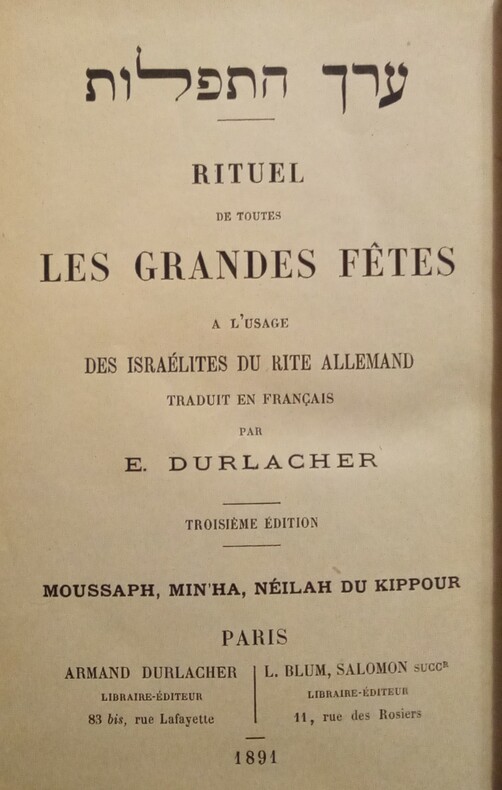 ערך התפלות
RITUEL
DE TOUTES
LES GRANDES FÊTES
A L'USAGE
DES ISRAÉLITES DU RITE ALLEMAND
TRADUIT EN FRANÇAIS
PAR
E. DURLACHER
TROISIÈME ÉDITION
MOUSSAPH, MIN'HA, NÉILAH DU KIPPOUR
PARIS
ARMAND DURLACHER
LIBRAIRE-ÉDITEUR
83 bis, rue Lafayette
L. BLUM, SALOMON SUCCR
LIBRAIRE-ÉDITEUR
11, rue des Rosiers
1891